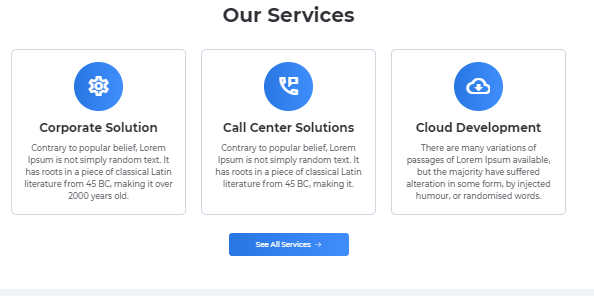 Our Services
Corporate Solution
Contrary to popular belief, Lorem
Ipsum is not simply random text. It
has roots in a piece of classical Latin
literature from 45 BC, making it over
2000 years old.
Call Center Solutions
Contrary to popular belief, Lorem
Ipsum is not simply random text. It
has roots in a piece of classical Latin
literature from 45 BC, making it.
Cloud Development
There are many variations of
passages of Lorem Ipsum available,
but the majority have suffered
alteration in some form, by injected
humour, or randomised words.
See All Services →